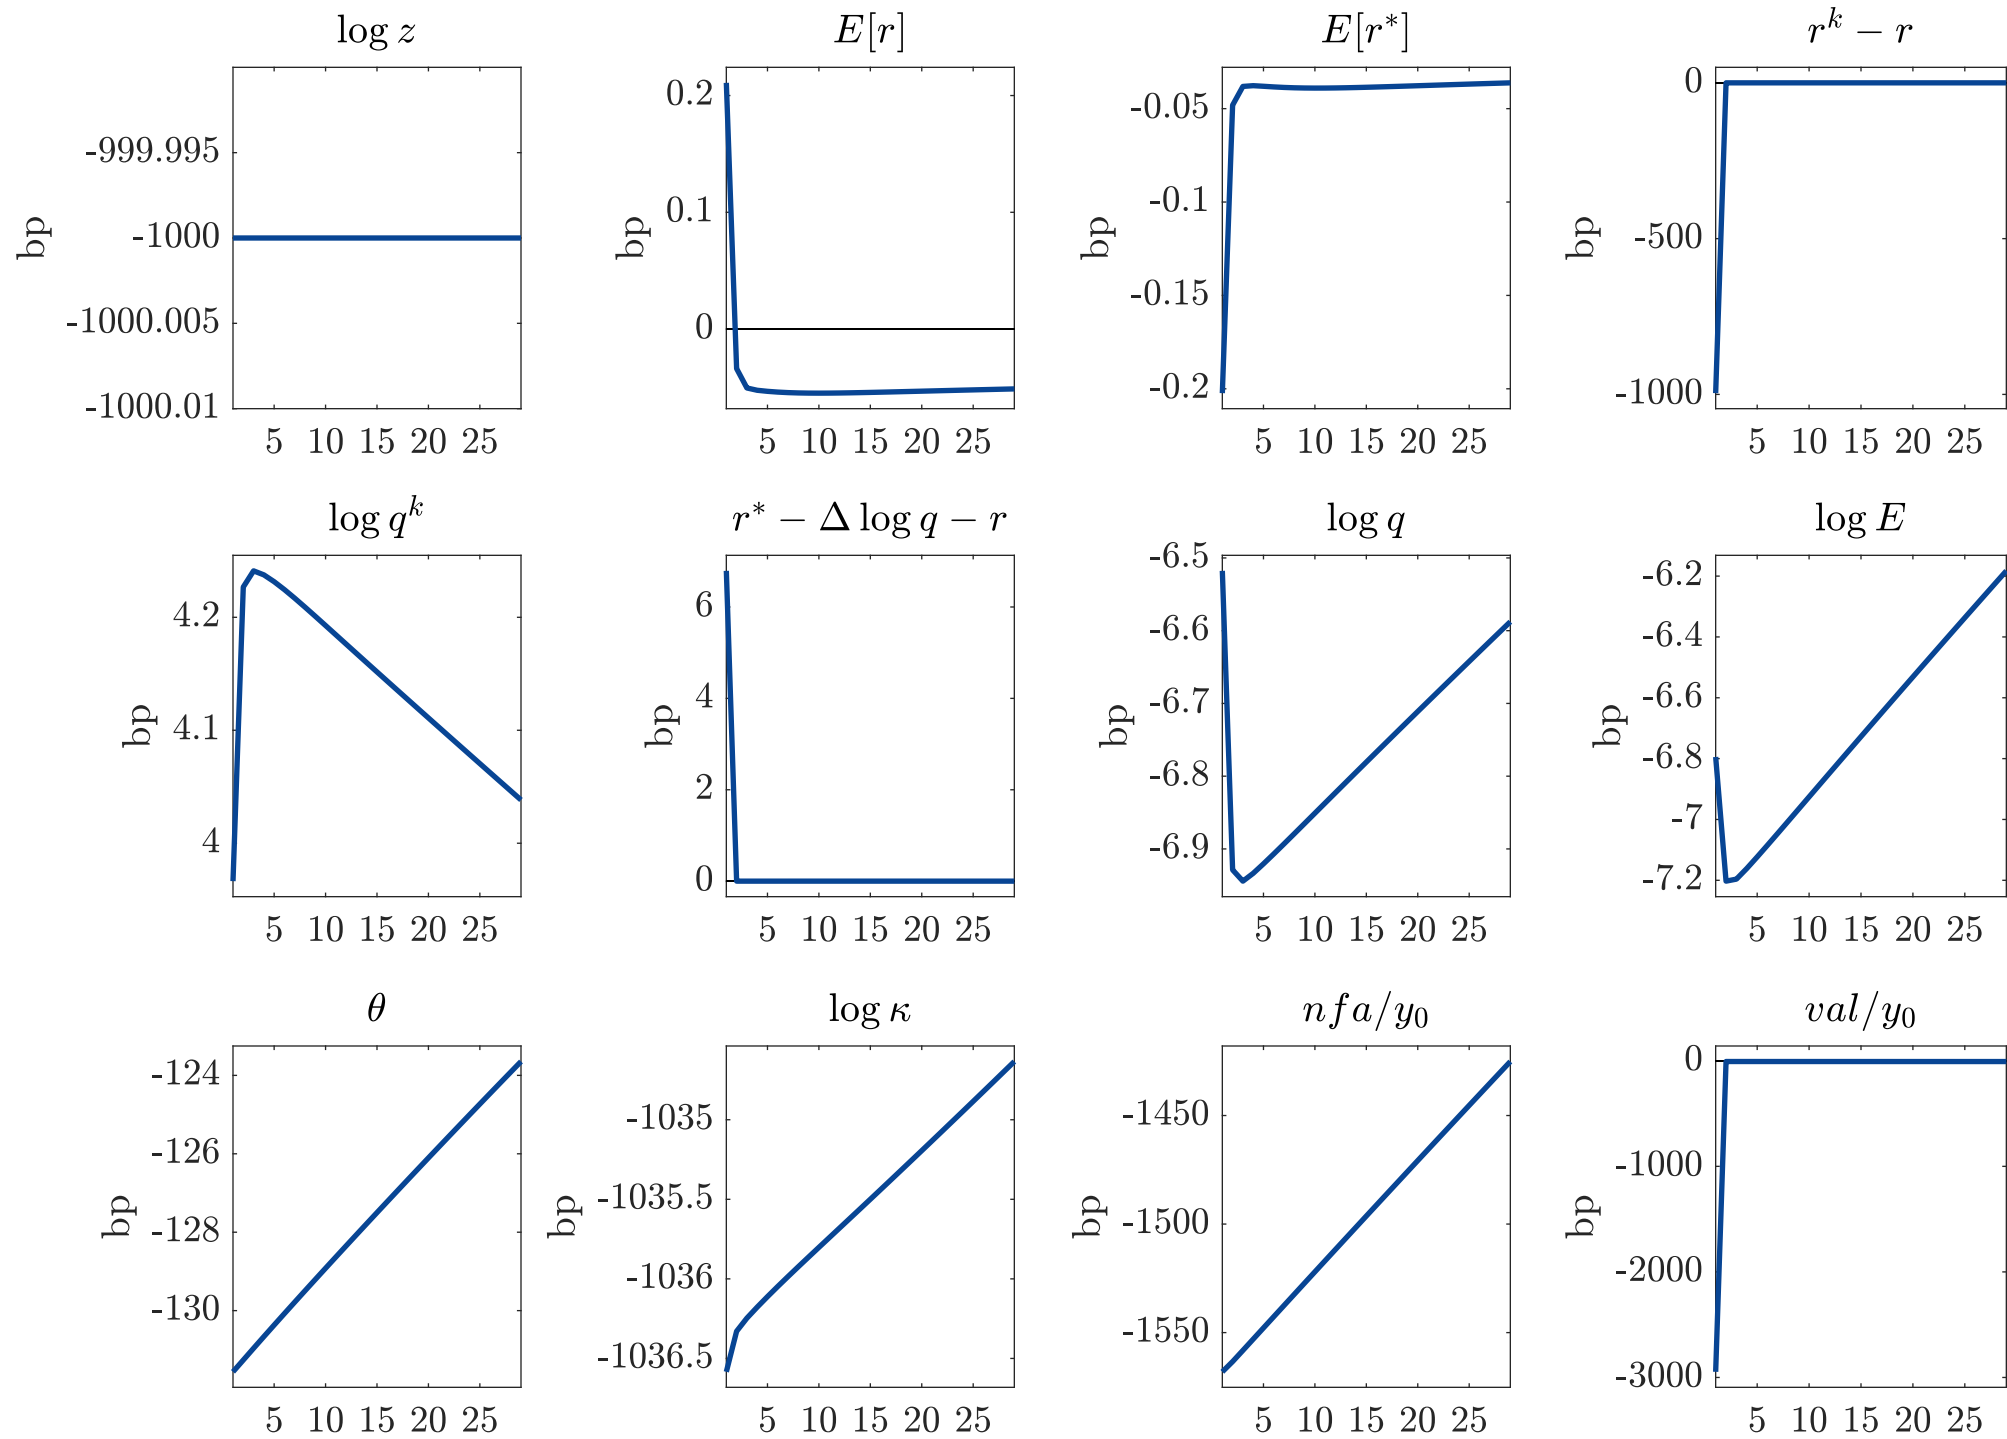 log z
E[r]
E[r*]
r^k − r
bp
-999.995
-1000
-1000.005
-1000.01
5 10 15 20 25
bp
0.2
0.1
0
5 10 15 20 25
bp
-0.05
-0.1
-0.15
-0.2
5 10 15 20 25
bp
0
-500
-1000
5 10 15 20 25
log q^k
r* − Δ log q − r
log q
log E
bp
4.2
4.1
4
5 10 15 20 25
bp
6
4
2
0
5 10 15 20 25
bp
-6.5
-6.6
-6.7
-6.8
-6.9
5 10 15 20 25
bp
-6.2
-6.4
-6.6
-6.8
-7
-7.2
5 10 15 20 25
θ
log κ
nfa/y₀
val/y₀
bp
-124
-126
-128
-130
5 10 15 20 25
bp
-1035
-1035.5
-1036
-1036.5
5 10 15 20 25
bp
-1450
-1500
-1550
5 10 15 20 25
bp
0
-1000
-2000
-3000
5 10 15 20 25